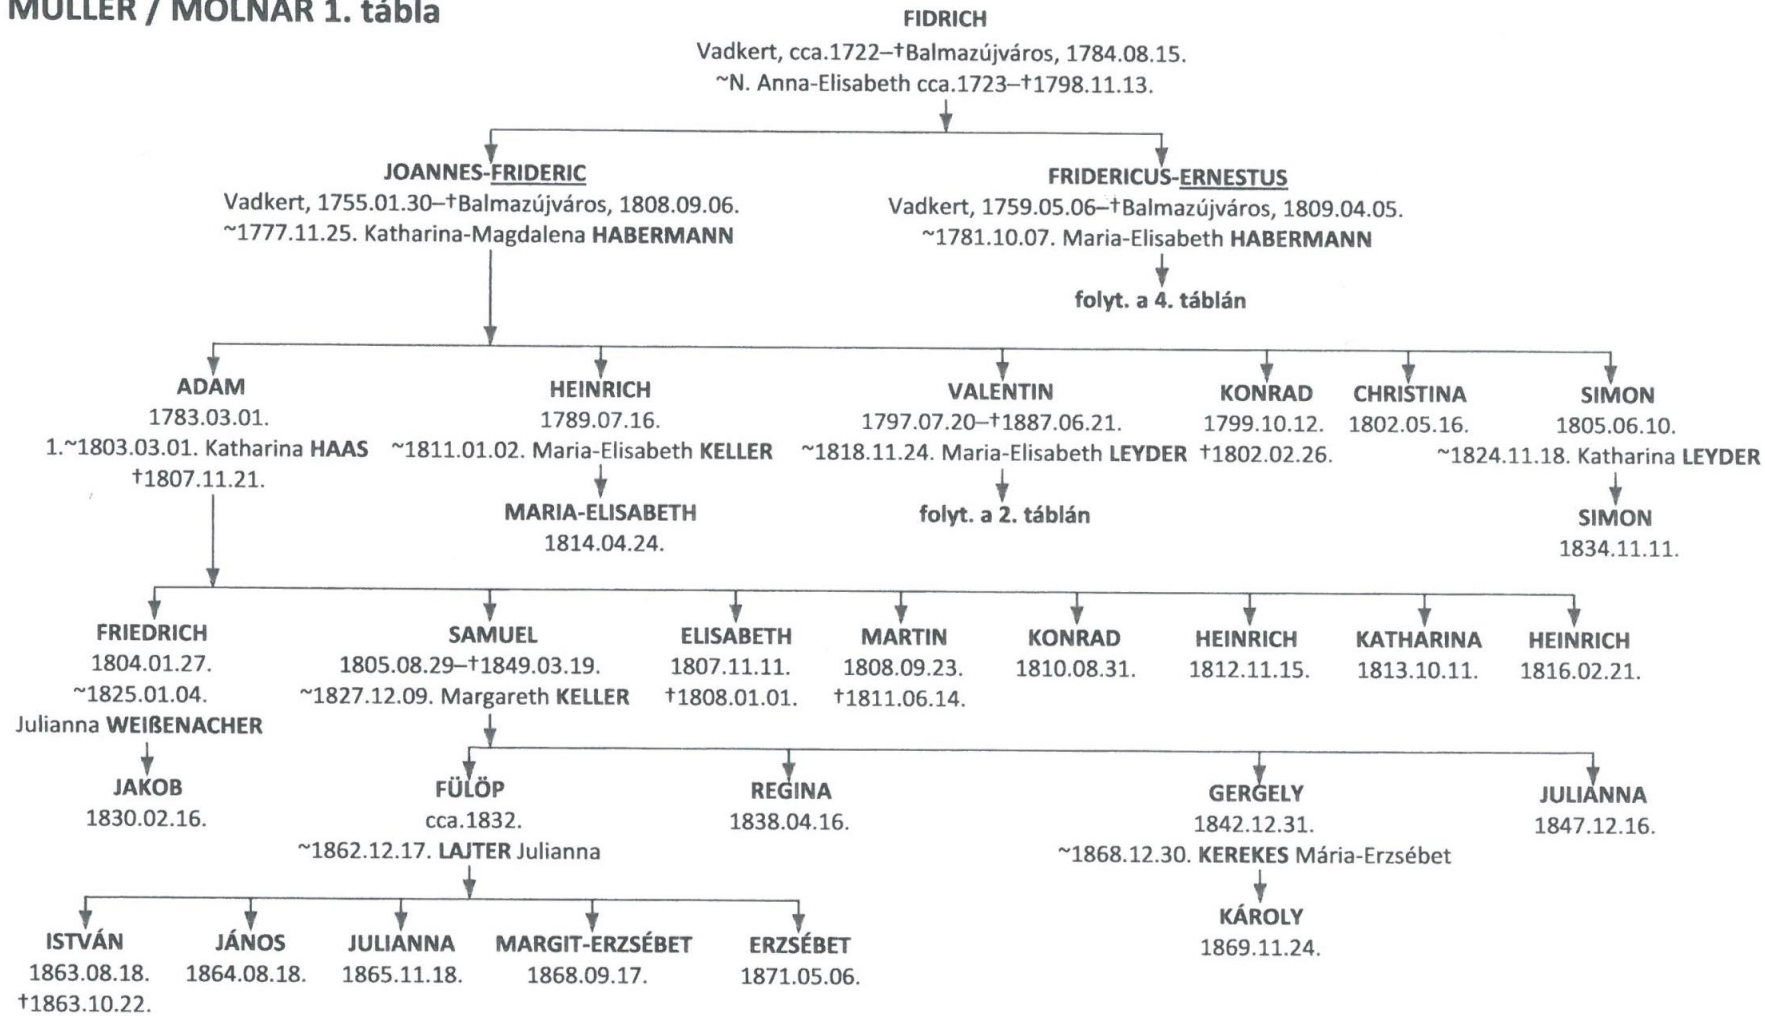 MÜLLER / MOLNÁR 1. tábla
FIDRICH
Vadkert, cca.1722–†Balmazújváros, 1784.08.15.
~N. Anna-Elisabeth cca.1723–†1798.11.13.
JOANNES-FRIDERIC
Vadkert, 1755.01.30–†Balmazújváros, 1808.09.06.
~1777.11.25. Katharina-Magdalena HABERMANN
FRIDERICUS-ERNESTUS
Vadkert, 1759.05.06–†Balmazújváros, 1809.04.05.
~1781.10.07. Maria-Elisabeth HABERMANN
folyt. a 4. táblán
ADAM
1783.03.01.
1.~1803.03.01. Katharina HAAS
†1807.11.21.
HEINRICH
1789.07.16.
~1811.01.02. Maria-Elisabeth KELLER
MARIA-ELISABETH
1814.04.24.
VALENTIN
1797.07.20–†1887.06.21.
~1818.11.24. Maria-Elisabeth LEYDER
folyt. a 2. táblán
KONRAD
1799.10.12.
†1802.02.26.
CHRISTINA
1802.05.16.
SIMON
1805.06.10.
~1824.11.18. Katharina LEYDER
SIMON
1834.11.11.
FRIEDRICH
1804.01.27.
~1825.01.04.
Julianna WEIßENACHER
JAKOB
1830.02.16.
SAMUEL
1805.08.29–†1849.03.19.
~1827.12.09. Margareth KELLER
ELISABETH
1807.11.11.
†1808.01.01.
MARTIN
1808.09.23.
†1811.06.14.
KONRAD
1810.08.31.
HEINRICH
1812.11.15.
KATHARINA
1813.10.11.
HEINRICH
1816.02.21.
FÜLÖP
cca.1832.
~1862.12.17. LAJTER Julianna
REGINA
1838.04.16.
GERGELY
1842.12.31.
~1868.12.30. KEREKES Mária-Erzsébet
KÁROLY
1869.11.24.
JULIANNA
1847.12.16.
ISTVÁN
1863.08.18.
†1863.10.22.
JÁNOS
1864.08.18.
JULIANNA
1865.11.18.
MARGIT-ERZSÉBET
1868.09.17.
ERZSÉBET
1871.05.06.